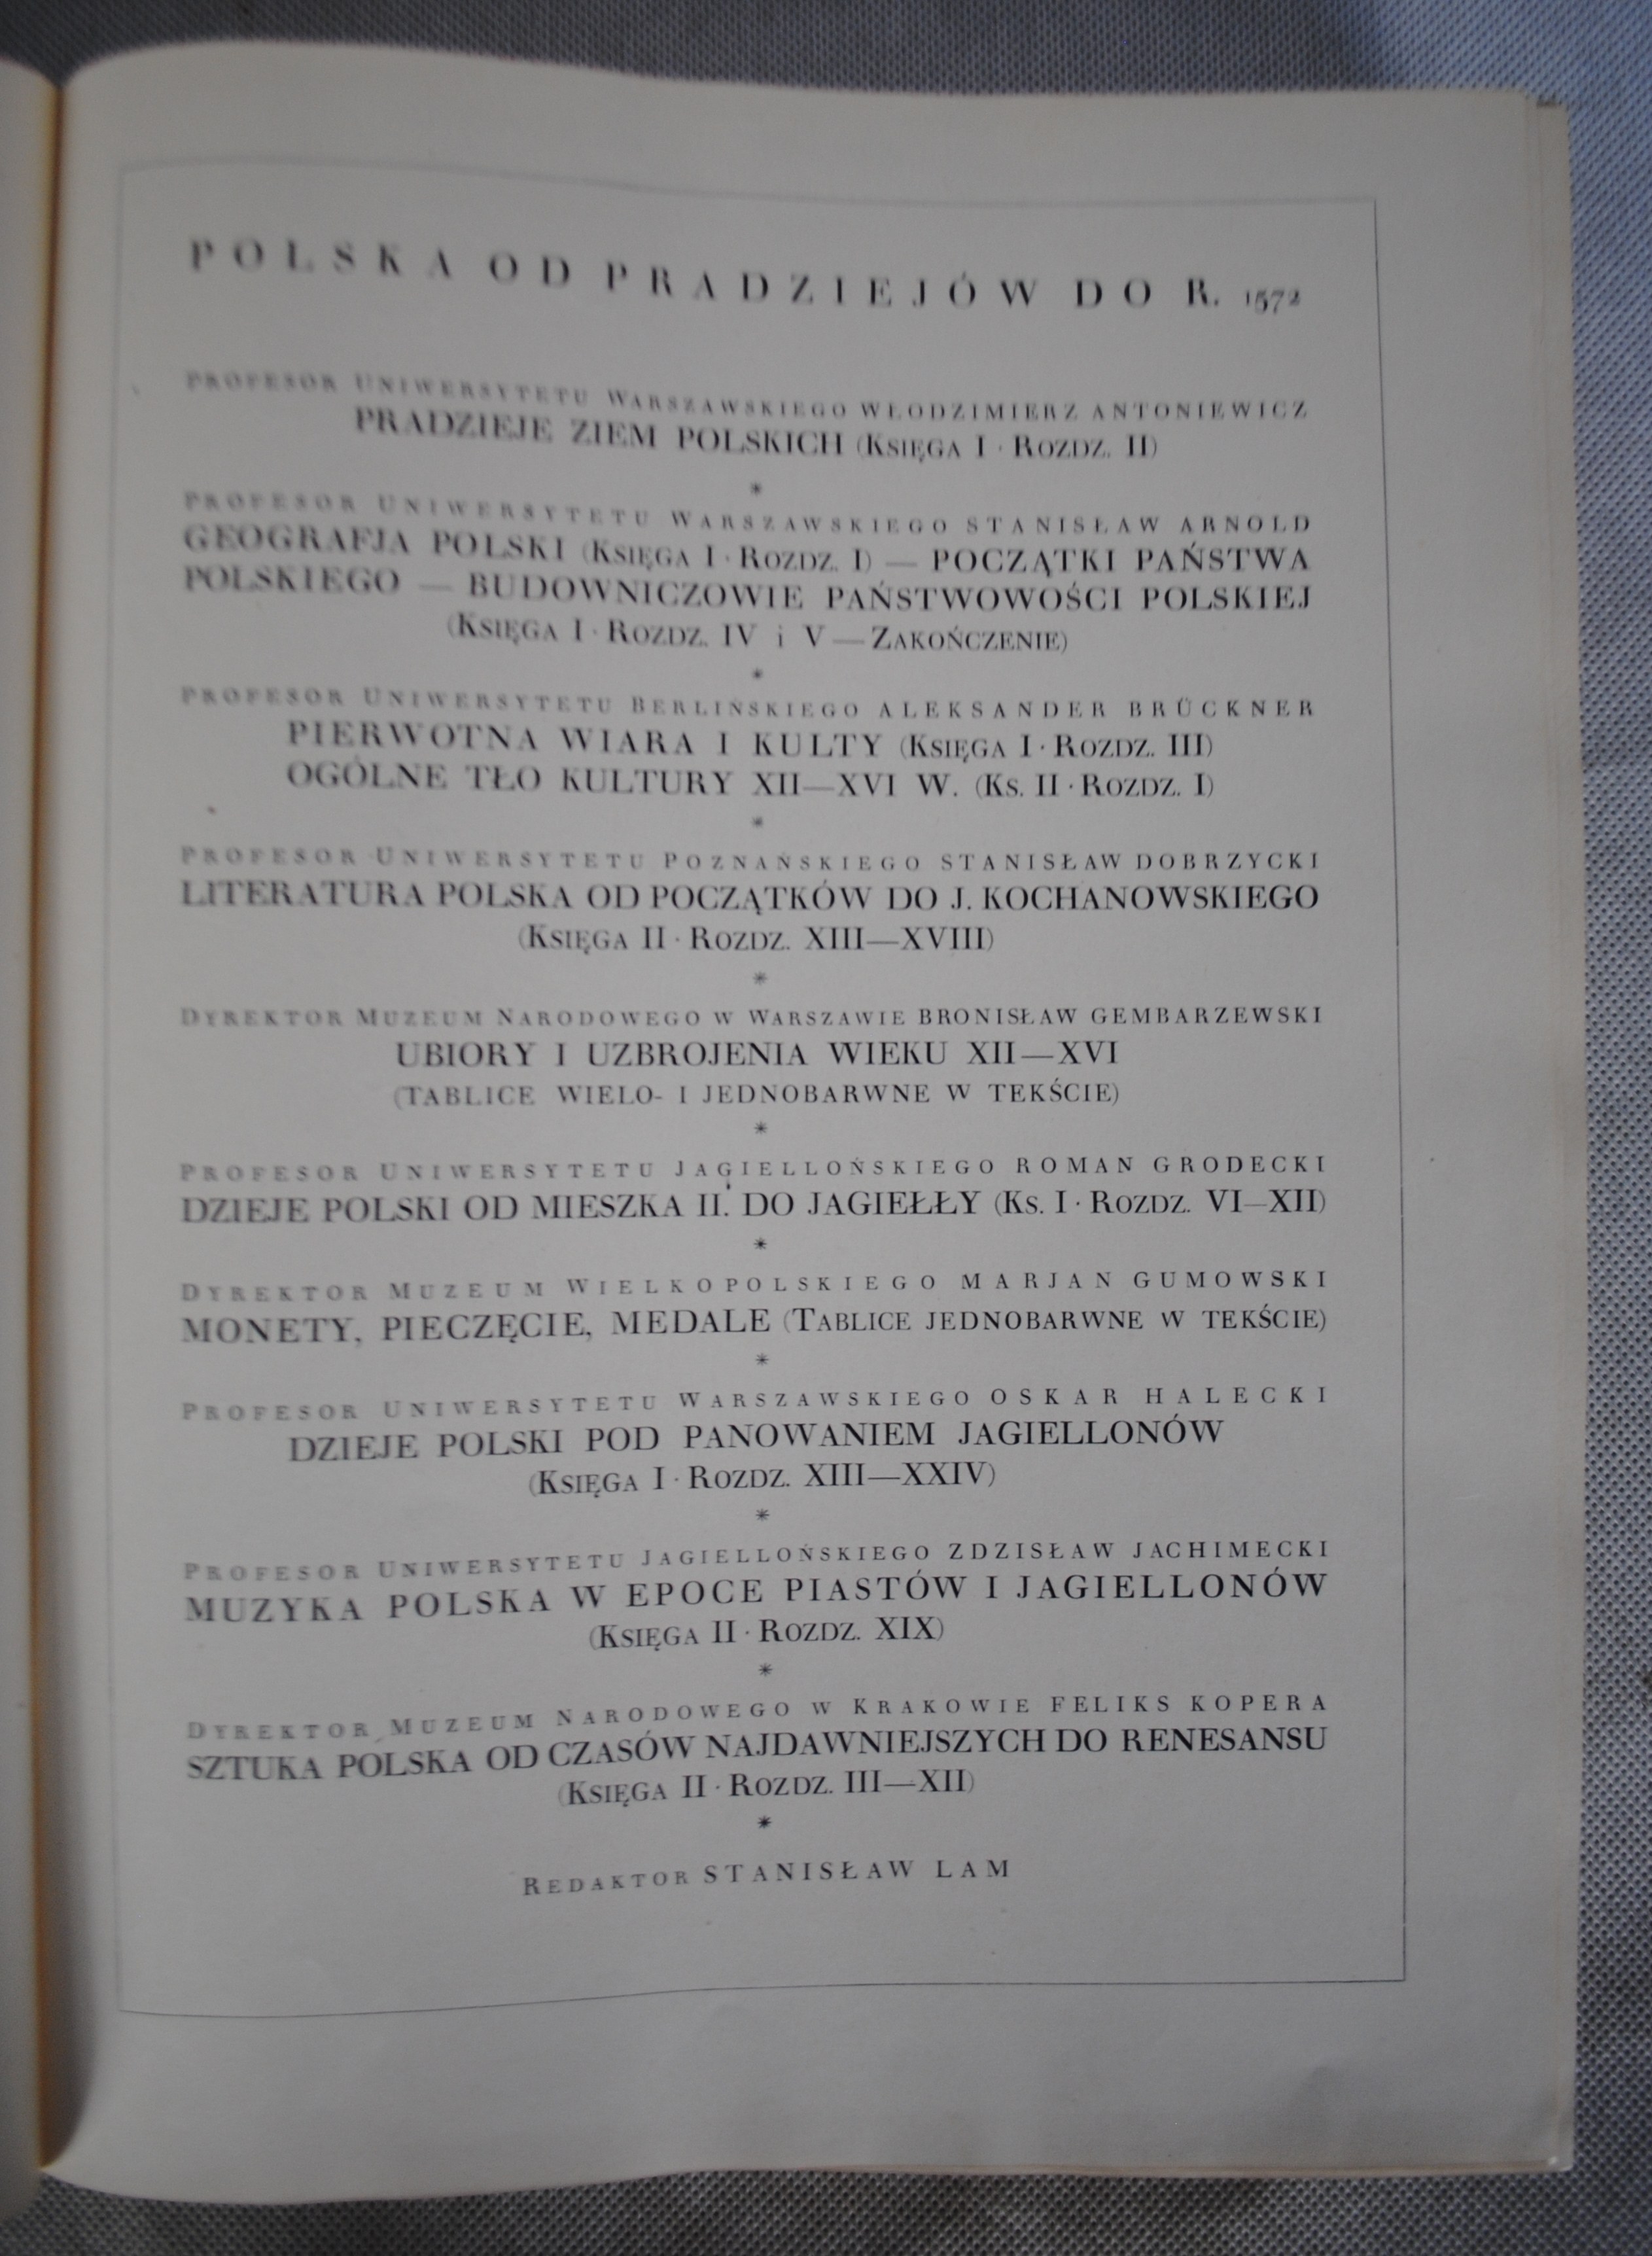 POLSKA OD PRADZIEJÓW DO R. 1572
PROFESOR UNIWERSYTETU WARSZAWSKIEGO WŁODZIMIERZ ANTONIEWICZ
PRADZIEJE ZIEM POLSKICH (KSIĘGA I · ROZDZ. II)
*
PROFESOR UNIWERSYTETU WARSZAWSKIEGO STANISŁAW ARNOLD
GEOGRAFJA POLSKI (KSIĘGA I · ROZDZ. I) — POCZĄTKI PAŃSTWA
POLSKIEGO — BUDOWNICZOWIE PAŃSTWOWOŚCI POLSKIEJ
(KSIĘGA I · ROZDZ. IV i V — ZAKOŃCZENIE)
*
PROFESOR UNIWERSYTETU BERLIŃSKIEGO ALEKSANDER BRÜCKNER
PIERWOTNA WIARA I KULTY (KSIĘGA I · ROZDZ. III)
OGÓLNE TŁO KULTURY XII—XVI W. (KS. II · ROZDZ. I)
*
PROFESOR UNIWERSYTETU POZNAŃSKIEGO STANISŁAW DOBRZYCKI
LITERATURA POLSKA OD POCZĄTKÓW DO J. KOCHANOWSKIEGO
(KSIĘGA II · ROZDZ. XIII—XVIII)
*
DYREKTOR MUZEUM NARODOWEGO W WARSZAWIE BRONISŁAW GEMBARZEWSKI
UBIORY I UZBROJENIA WIEKU XII—XVI
(TABLICE WIELO- I JEDNOBARWNE W TEKŚCIE)
*
PROFESOR UNIWERSYTETU JAGIELLOŃSKIEGO ROMAN GRODECKI
DZIEJE POLSKI OD MIESZKA II. DO JAGIEŁŁY (KS. I · ROZDZ. VI—XII)
*
DYREKTOR MUZEUM WIELKOPOLSKIEGO MARJAN GUMOWSKI
MONETY, PIECZĘCIE, MEDALE (TABLICE JEDNOBARWNE W TEKŚCIE)
*
PROFESOR UNIWERSYTETU WARSZAWSKIEGO OSKAR HALECKI
DZIEJE POLSKI POD PANOWANIEM JAGIELLONÓW
(KSIĘGA I · ROZDZ. XIII—XXIV)
*
PROFESOR UNIWERSYTETU JAGIELLOŃSKIEGO ZDZISŁAW JACHIMECKI
MUZYKA POLSKA W EPOCE PIASTÓW I JAGIELLONÓW
(KSIĘGA II · ROZDZ. XIX)
*
DYREKTOR MUZEUM NARODOWEGO W KRAKOWIE FELIKS KOPERA
SZTUKA POLSKA OD CZASÓW NAJDAWNIEJSZYCH DO RENESANSU
(KSIĘGA II · ROZDZ. III—XII)
*
REDAKTOR STANISŁAW LAM